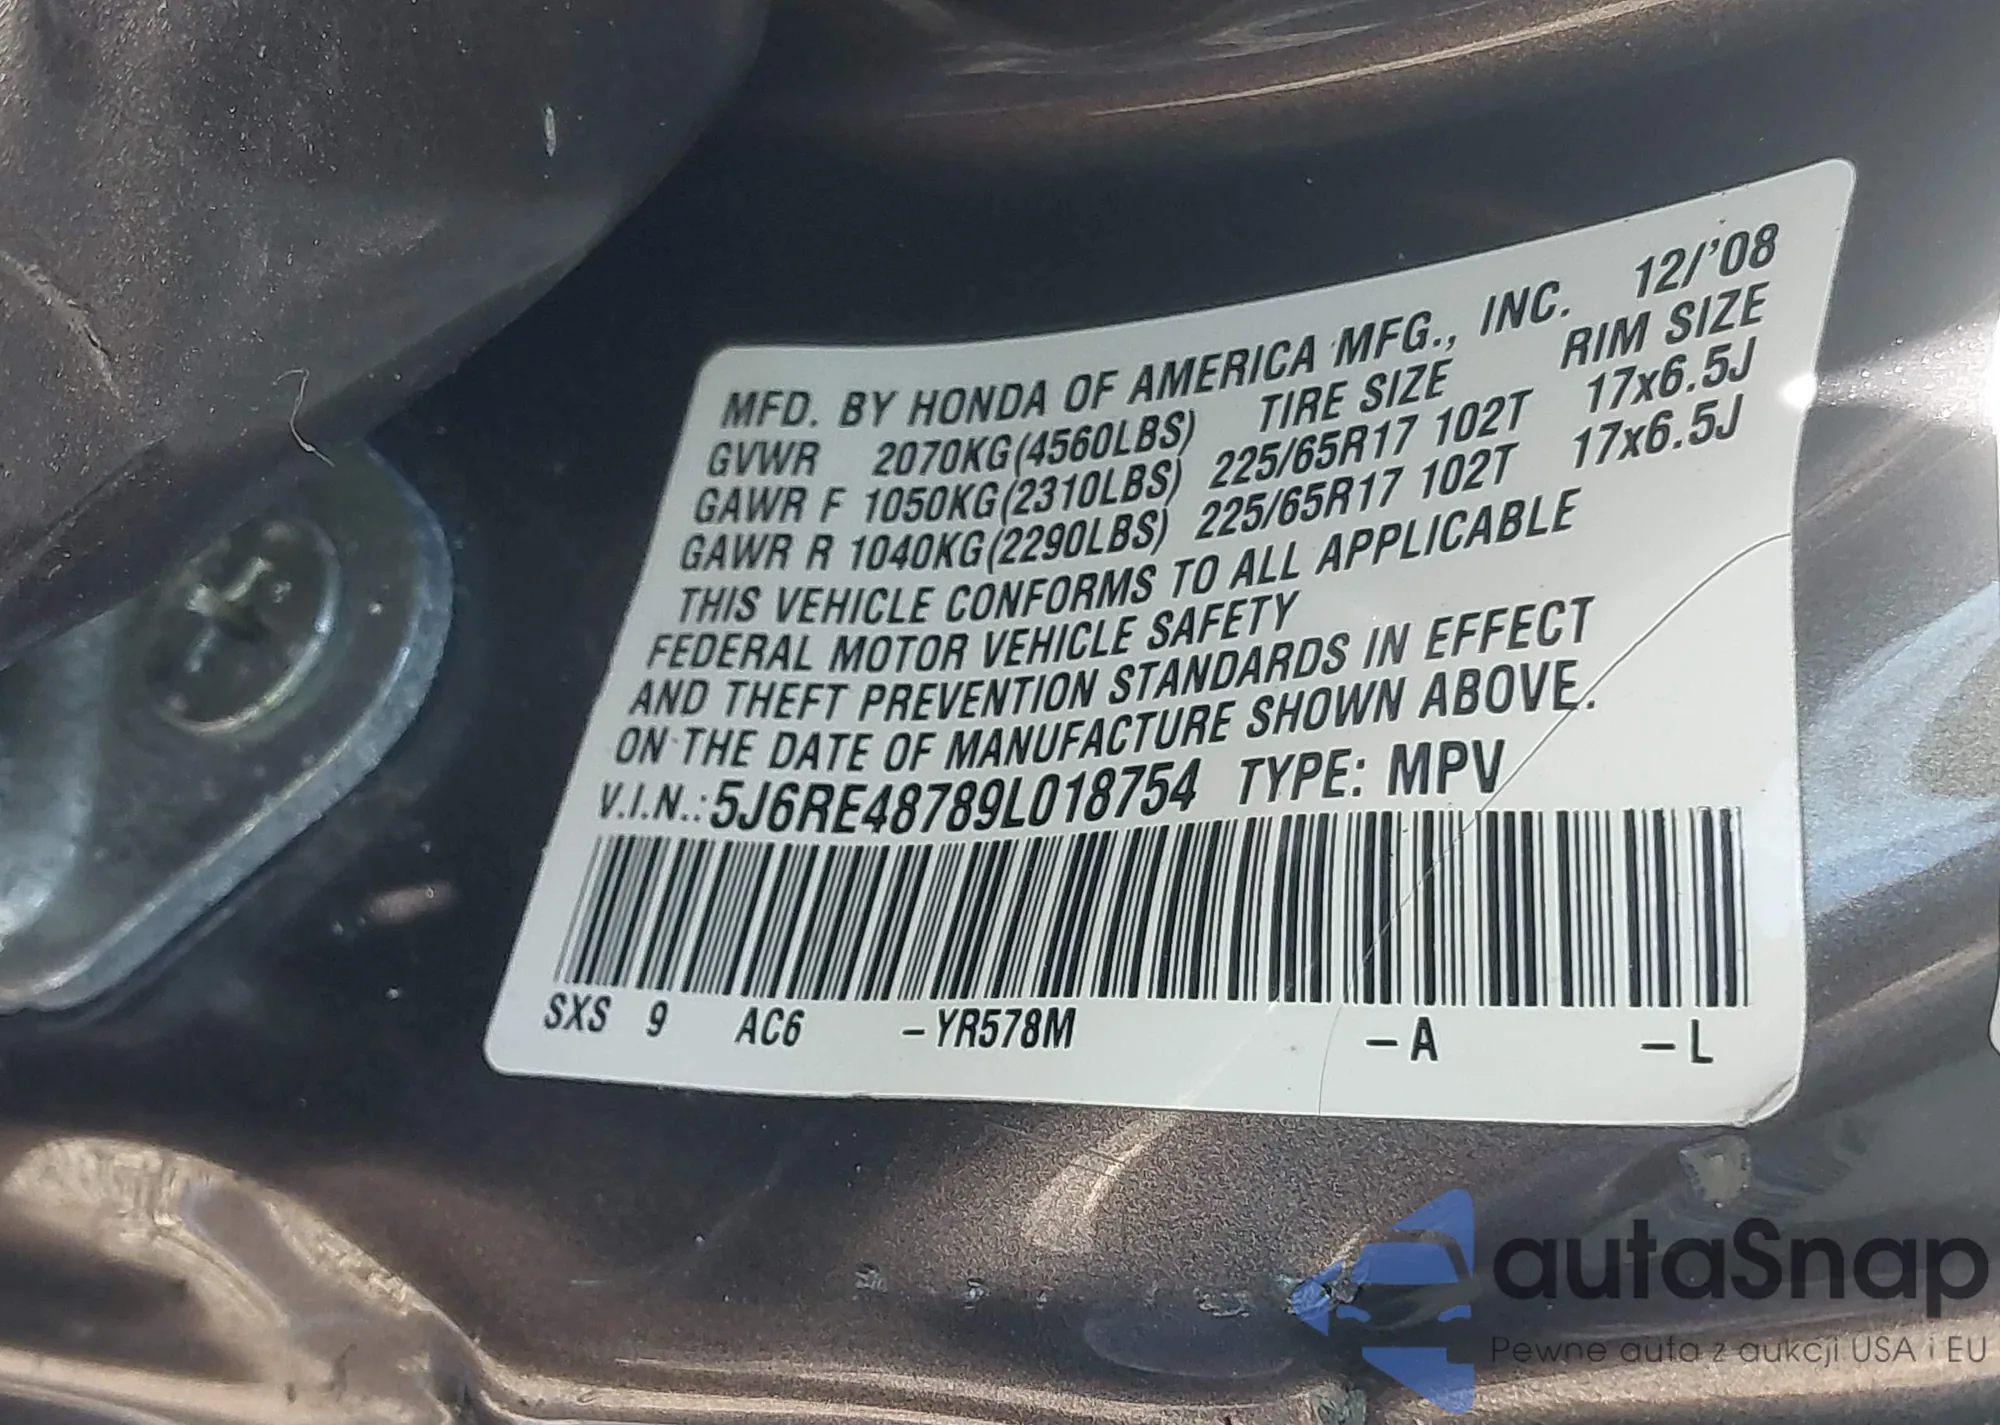 MFD. BY HONDA OF AMERICA MFG., INC. 12/'08
GVWR 2070KG(4560LBS) TIRE SIZE RIM SIZE
GAWR F 1050KG(2310LBS) 225/65R17 102T 17x6.5J
GAWR R 1040KG(2290LBS) 225/65R17 102T 17x6.5J
THIS VEHICLE CONFORMS TO ALL APPLICABLE
FEDERAL MOTOR VEHICLE SAFETY
AND THEFT PREVENTION STANDARDS IN EFFECT
ON THE DATE OF MANUFACTURE SHOWN ABOVE.
V.I.N.: 5J6RE48789L018754 TYPE: MPV
SXS 9 AC6 -YR578M -A -L
autaSnap
Pewne auta z aukcji USA i EU